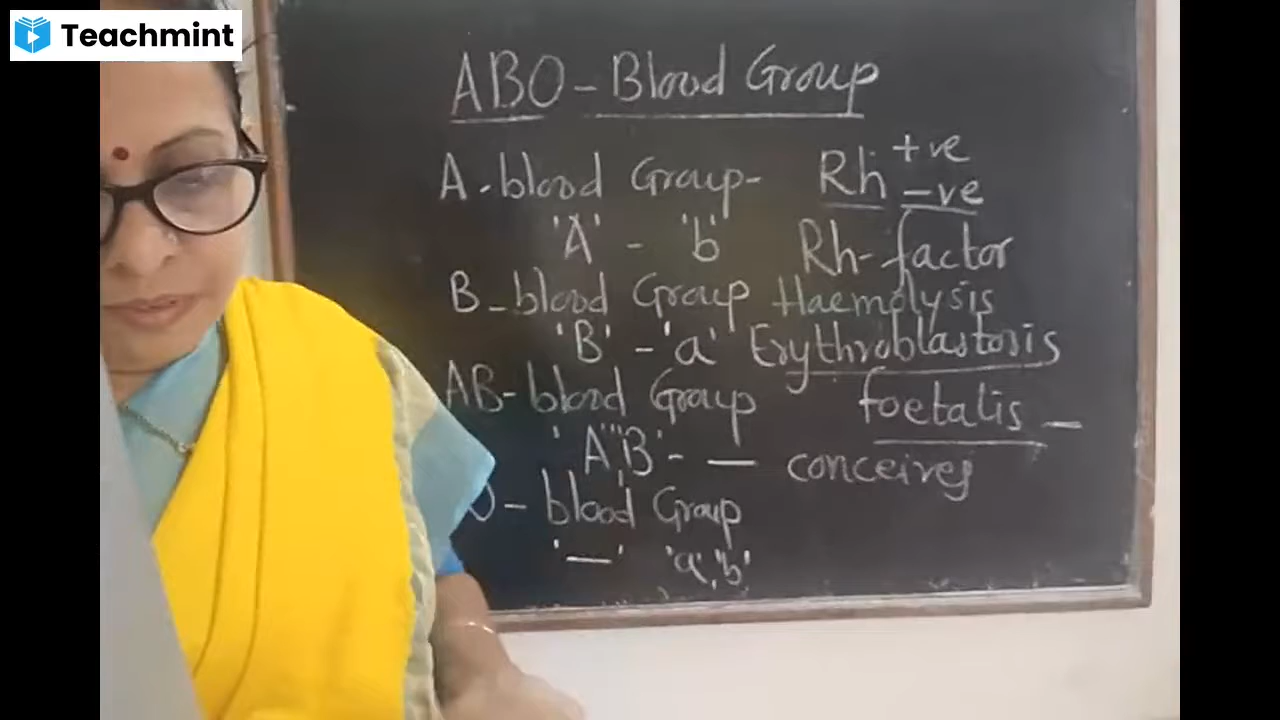 Teachmint
ABO - Blood Group
A - blood Group -
'A' - 'b'
B - blood Group
'B' - 'a'
AB - blood Group
'A''B' - —
O - blood Group
'—' 'a','b'
Rh +ve
-ve
Rh - factor
Haemolysis
Erythroblastosis
foetalis —
conceives